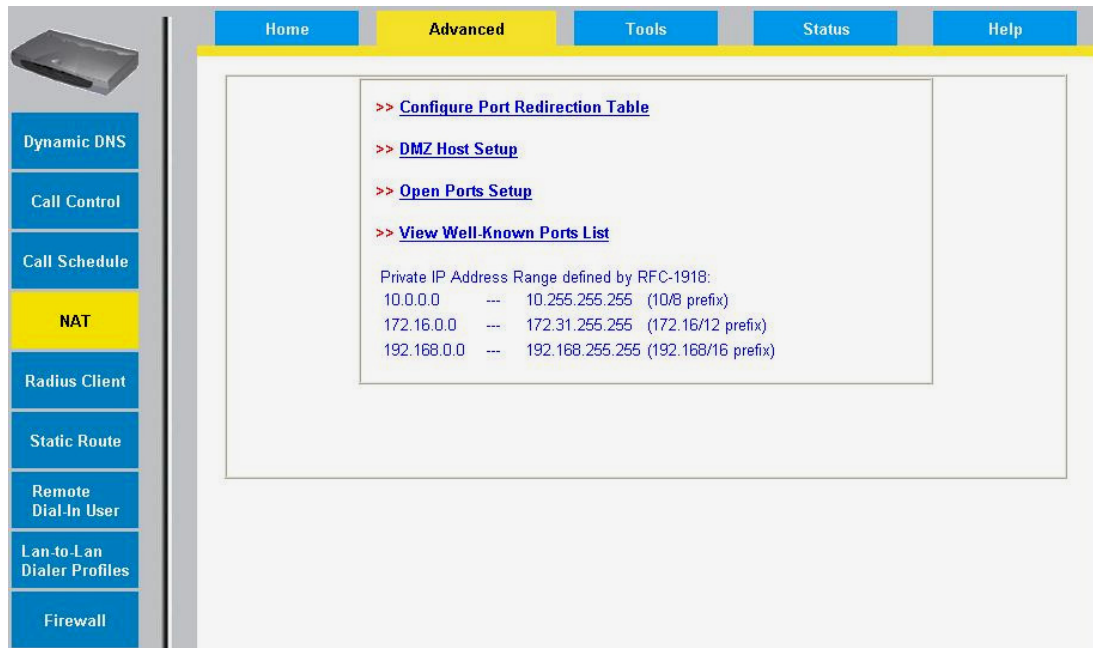 Home
Advanced
Tools
Status
Help
Dynamic DNS
Call Control
Call Schedule
NAT
Radius Client
Static Route
Remote
Dial-In User
Lan-to-Lan
Dialer Profiles
Firewall
>> Configure Port Redirection Table
>> DMZ Host Setup
>> Open Ports Setup
>> View Well-Known Ports List
Private IP Address Range defined by RFC-1918:
10.0.0.0 --- 10.255.255.255 (10/8 prefix)
172.16.0.0 --- 172.31.255.255 (172.16/12 prefix)
192.168.0.0 --- 192.168.255.255 (192.168/16 prefix)